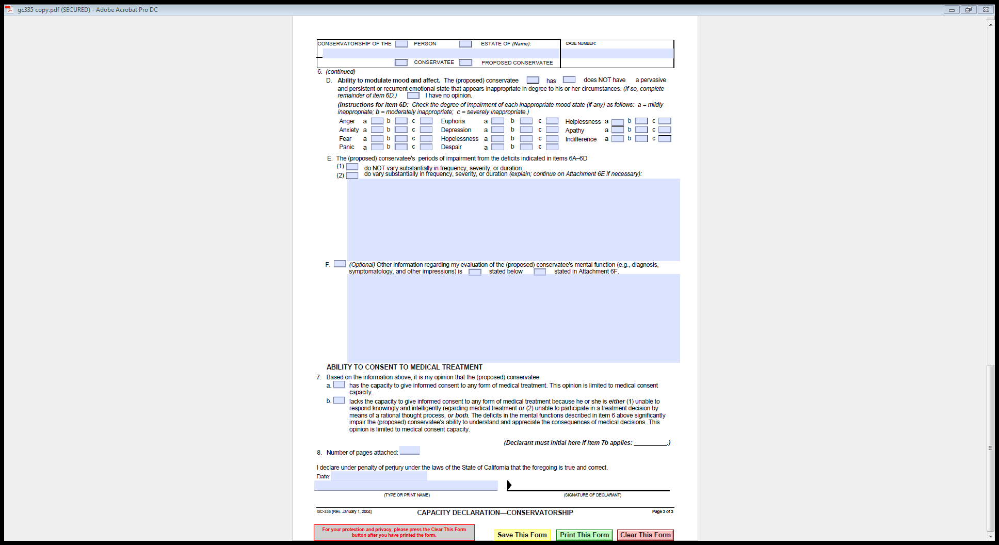 gc335 copy.pdf (SECURED) - Adobe Acrobat Pro DC
CONSERVATORSHIP OF THE PERSON ESTATE OF (Name): CASE NUMBER:
CONSERVATEE PROPOSED CONSERVATEE
6. (continued)
D. Ability to modulate mood and affect. The (proposed) conservatee has does NOT have a pervasive
and persistent or recurrent emotional state that appears inappropriate in degree to his or her circumstances. (If so, complete
remainder of item 6D.) I have no opinion.
(Instructions for item 6D: Check the degree of impairment of each inappropriate mood state (if any) as follows: a = mildly
inappropriate; b = moderately inappropriate; c = severely inappropriate.)
Anger a b c Euphoria a b c Helplessness a b c
Anxiety a b c Depression a b c Apathy a b c
Fear a b c Hopelessness a b c Indifference a b c
Panic a b c Despair a b c
E. The (proposed) conservatee's periods of impairment from the deficits indicated in items 6A–6D
(1) do NOT vary substantially in frequency, severity, or duration.
(2) do vary substantially in frequency, severity, or duration (explain; continue on Attachment 6E if necessary):
F. (Optional) Other information regarding my evaluation of the (proposed) conservatee's mental function (e.g., diagnosis,
symptomatology, and other impressions) is stated below stated in Attachment 6F.
ABILITY TO CONSENT TO MEDICAL TREATMENT
7. Based on the information above, it is my opinion that the (proposed) conservatee
a. has the capacity to give informed consent to any form of medical treatment. This opinion is limited to medical consent
capacity.
b. lacks the capacity to give informed consent to any form of medical treatment because he or she is either (1) unable to
respond knowingly and intelligently regarding medical treatment or (2) unable to participate in a treatment decision by
means of a rational thought process, or both. The deficits in the mental functions described in item 6 above significantly
impair the (proposed) conservatee's ability to understand and appreciate the consequences of medical decisions. This
opinion is limited to medical consent capacity.
(Declarant must initial here if item 7b applies: __________.)
8. Number of pages attached:
I declare under penalty of perjury under the laws of the State of California that the foregoing is true and correct.
Date:
(TYPE OR PRINT NAME) (SIGNATURE OF DECLARANT)
GC-335 [Rev. January 1, 2004] CAPACITY DECLARATION—CONSERVATORSHIP Page 3 of 3
For your protection and privacy, please press the Clear This Form
button after you have printed the form.
Save This Form Print This Form Clear This Form